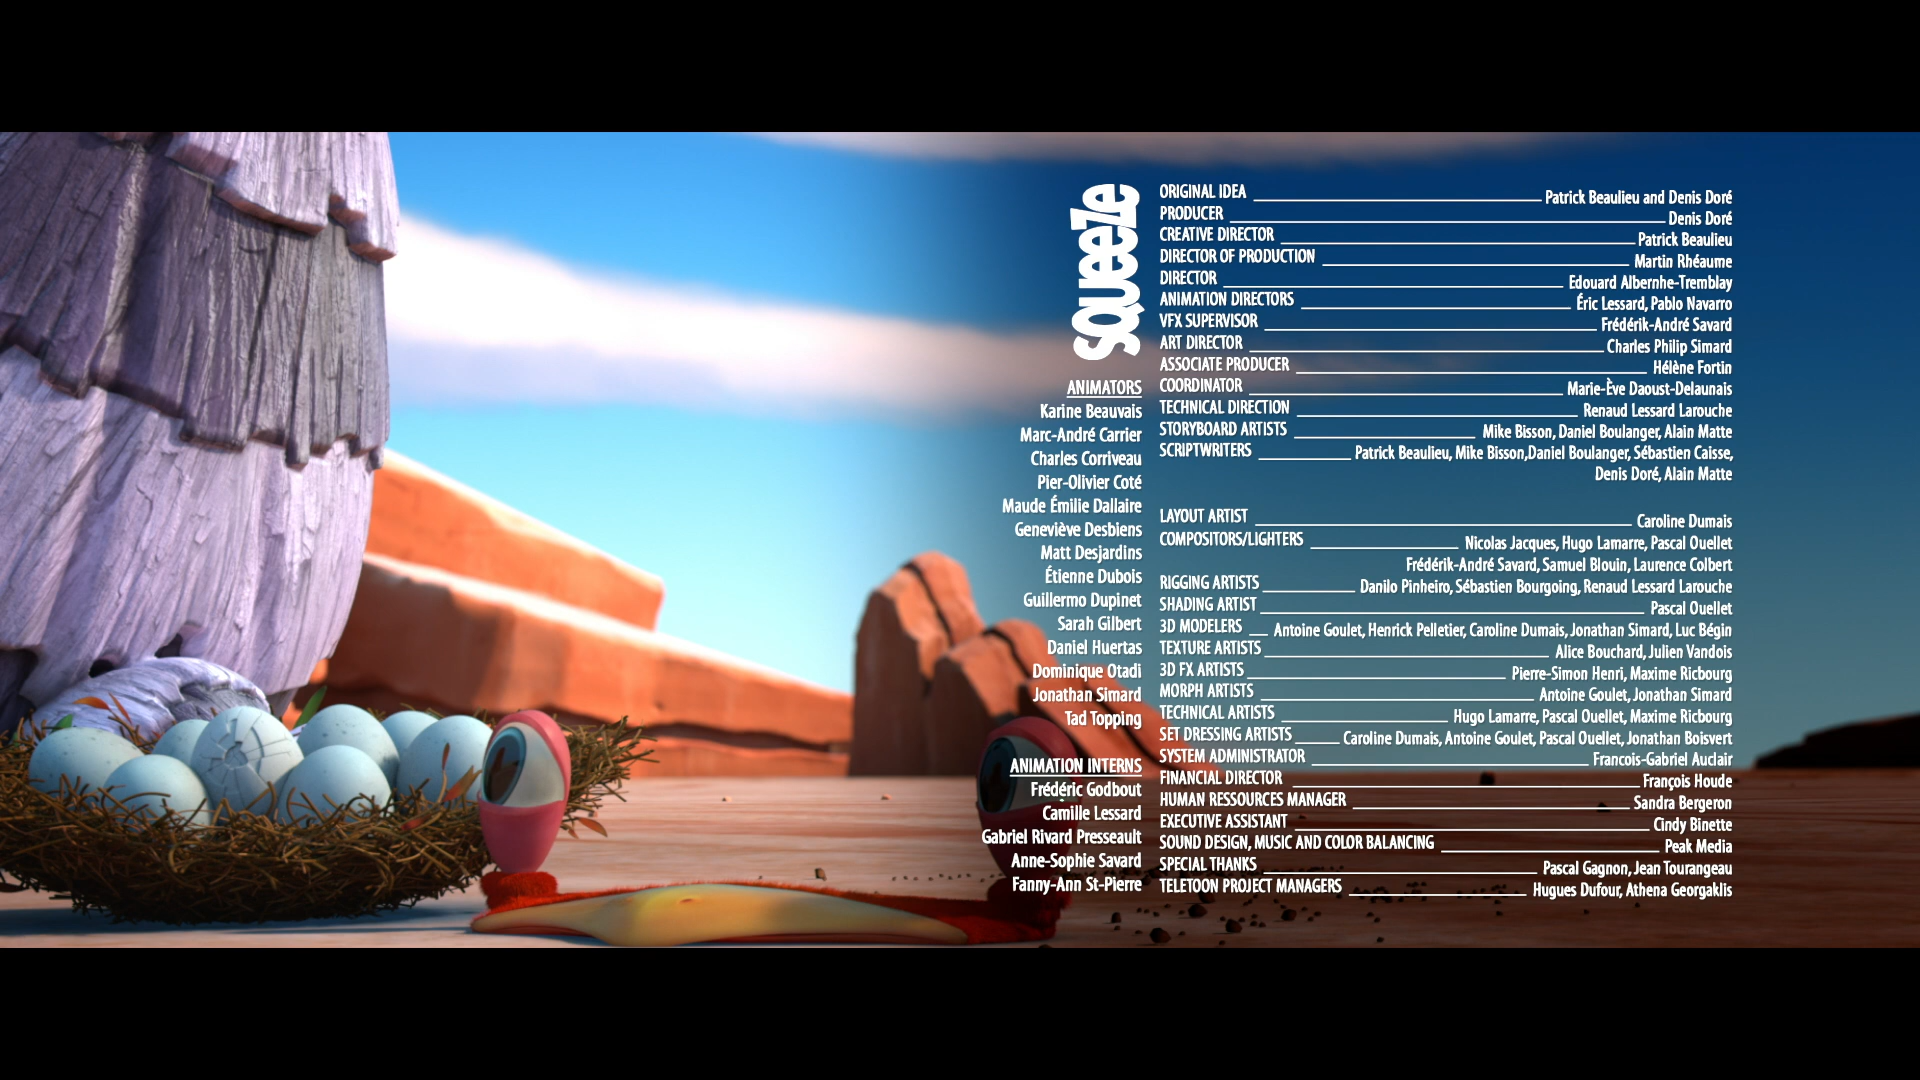 squeeze
ANIMATORS
Karine Beauvais
Marc-André Carrier
Charles Corriveau
Pier-Olivier Coté
Maude Émilie Dallaire
Geneviève Desbiens
Matt Desjardins
Étienne Dubois
Guillermo Dupinet
Sarah Gilbert
Daniel Huertas
Dominique Otadi
Jonathan Simard
Tad Topping
ANIMATION INTERNS
Frédéric Godbout
Camille Lessard
Gabriel Rivard Presseault
Anne-Sophie Savard
Fanny-Ann St-Pierre
ORIGINAL IDEA Patrick Beaulieu and Denis Doré
PRODUCER Denis Doré
CREATIVE DIRECTOR Patrick Beaulieu
DIRECTOR OF PRODUCTION Martin Rhéaume
DIRECTOR Edouard Albernhe-Tremblay
ANIMATION DIRECTORS Éric Lessard, Pablo Navarro
VFX SUPERVISOR Frédérik-André Savard
ART DIRECTOR Charles Philip Simard
ASSOCIATE PRODUCER Hélène Fortin
COORDINATOR Marie-Ève Daoust-Delaunais
TECHNICAL DIRECTION Renaud Lessard Larouche
STORYBOARD ARTISTS Mike Bisson, Daniel Boulanger, Alain Matte
SCRIPTWRITERS Patrick Beaulieu, Mike Bisson,Daniel Boulanger, Sébastien Caisse,
Denis Doré, Alain Matte
LAYOUT ARTIST Caroline Dumais
COMPOSITORS/LIGHTERS Nicolas Jacques, Hugo Lamarre, Pascal Ouellet
Frédérik-André Savard, Samuel Blouin, Laurence Colbert
RIGGING ARTISTS Danilo Pinheiro, Sébastien Bourgoing, Renaud Lessard Larouche
SHADING ARTIST Pascal Ouellet
3D MODELERS Antoine Goulet, Henrick Pelletier, Caroline Dumais, Jonathan Simard, Luc Bégin
TEXTURE ARTISTS Alice Bouchard, Julien Vandois
3D FX ARTISTS Pierre-Simon Henri, Maxime Ricbourg
MORPH ARTISTS Antoine Goulet, Jonathan Simard
TECHNICAL ARTISTS Hugo Lamarre, Pascal Ouellet, Maxime Ricbourg
SET DRESSING ARTISTS Caroline Dumais, Antoine Goulet, Pascal Ouellet, Jonathan Boisvert
SYSTEM ADMINISTRATOR Francois-Gabriel Auclair
FINANCIAL DIRECTOR François Houde
HUMAN RESSOURCES MANAGER Sandra Bergeron
EXECUTIVE ASSISTANT Cindy Binette
SOUND DESIGN, MUSIC AND COLOR BALANCING Peak Media
SPECIAL THANKS Pascal Gagnon, Jean Tourangeau
TELETOON PROJECT MANAGERS Hugues Dufour, Athena Georgaklis